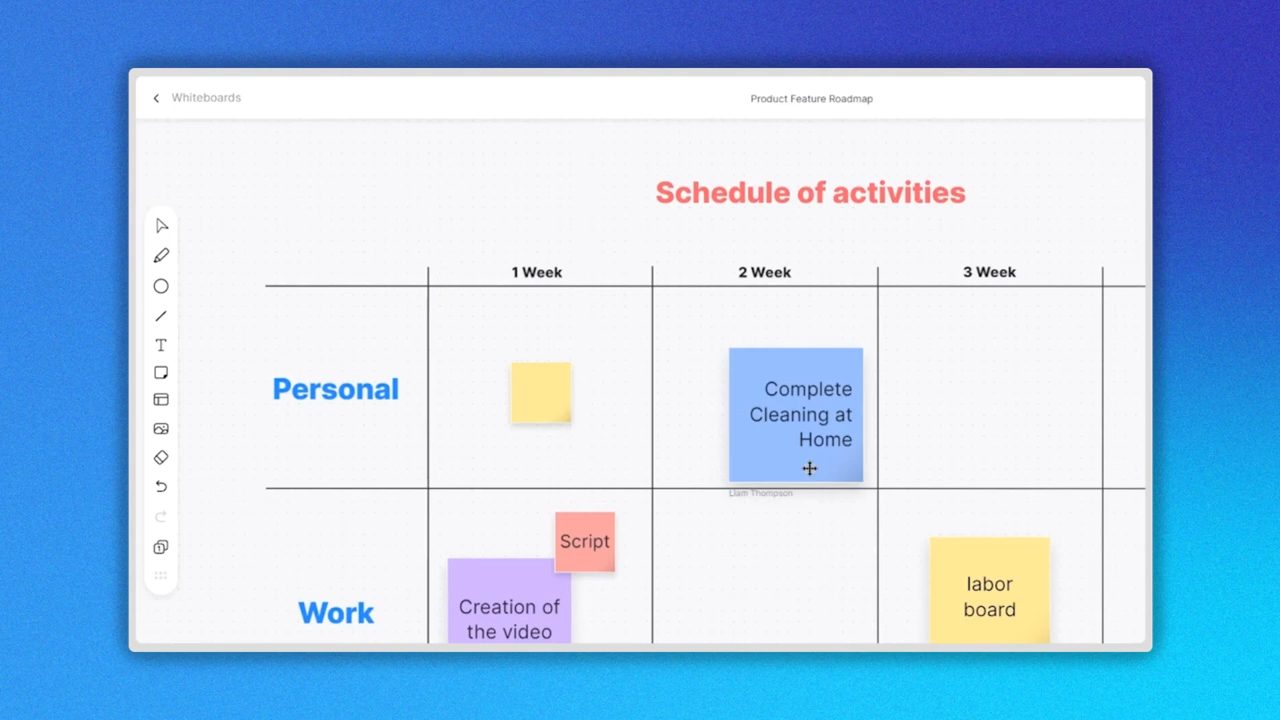 Whiteboards
Product Feature Roadmap
Schedule of activities
1 Week
2 Week
3 Week
Personal
Complete
Cleaning at
Home
Liam Thompson
Script
Work
Creation of
the video
labor
board